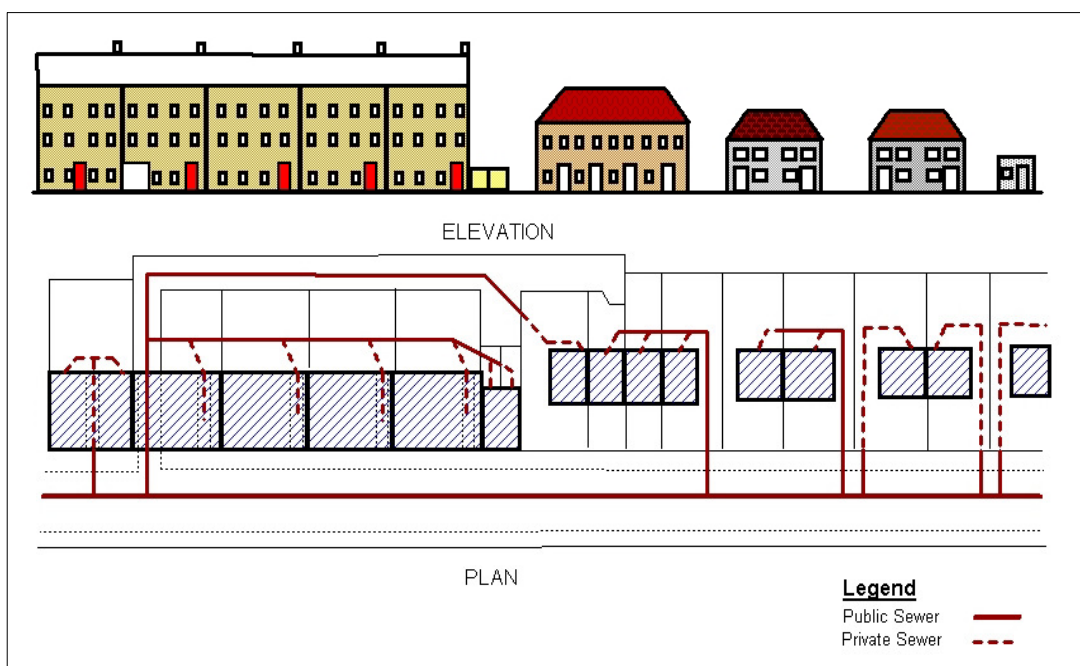 ELEVATION
PLAN
Legend
Public Sewer
Private Sewer